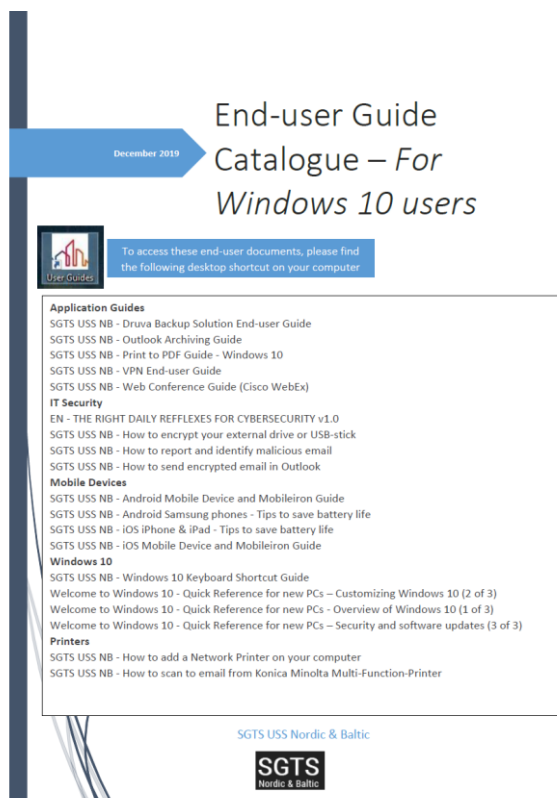 December 2019
End-user Guide
Catalogue – For
Windows 10 users
User Guides
To access these end-user documents, please find
the following desktop shortcut on your computer
Application Guides
SGTS USS NB - Druva Backup Solution End-user Guide
SGTS USS NB - Outlook Archiving Guide
SGTS USS NB - Print to PDF Guide - Windows 10
SGTS USS NB - VPN End-user Guide
SGTS USS NB - Web Conference Guide (Cisco WebEx)
IT Security
EN - THE RIGHT DAILY REFFLEXES FOR CYBERSECURITY v1.0
SGTS USS NB - How to encrypt your external drive or USB-stick
SGTS USS NB - How to report and identify malicious email
SGTS USS NB - How to send encrypted email in Outlook
Mobile Devices
SGTS USS NB - Android Mobile Device and Mobileiron Guide
SGTS USS NB - Android Samsung phones - Tips to save battery life
SGTS USS NB - iOS iPhone & iPad - Tips to save battery life
SGTS USS NB - iOS Mobile Device and Mobileiron Guide
Windows 10
SGTS USS NB - Windows 10 Keyboard Shortcut Guide
Welcome to Windows 10 - Quick Reference for new PCs – Customizing Windows 10 (2 of 3)
Welcome to Windows 10 - Quick Reference for new PCs - Overview of Windows 10 (1 of 3)
Welcome to Windows 10 - Quick Reference for new PCs – Security and software updates (3 of 3)
Printers
SGTS USS NB - How to add a Network Printer on your computer
SGTS USS NB - How to scan to email from Konica Minolta Multi-Function-Printer
SGTS USS Nordic & Baltic
SGTS
Nordic & Baltic